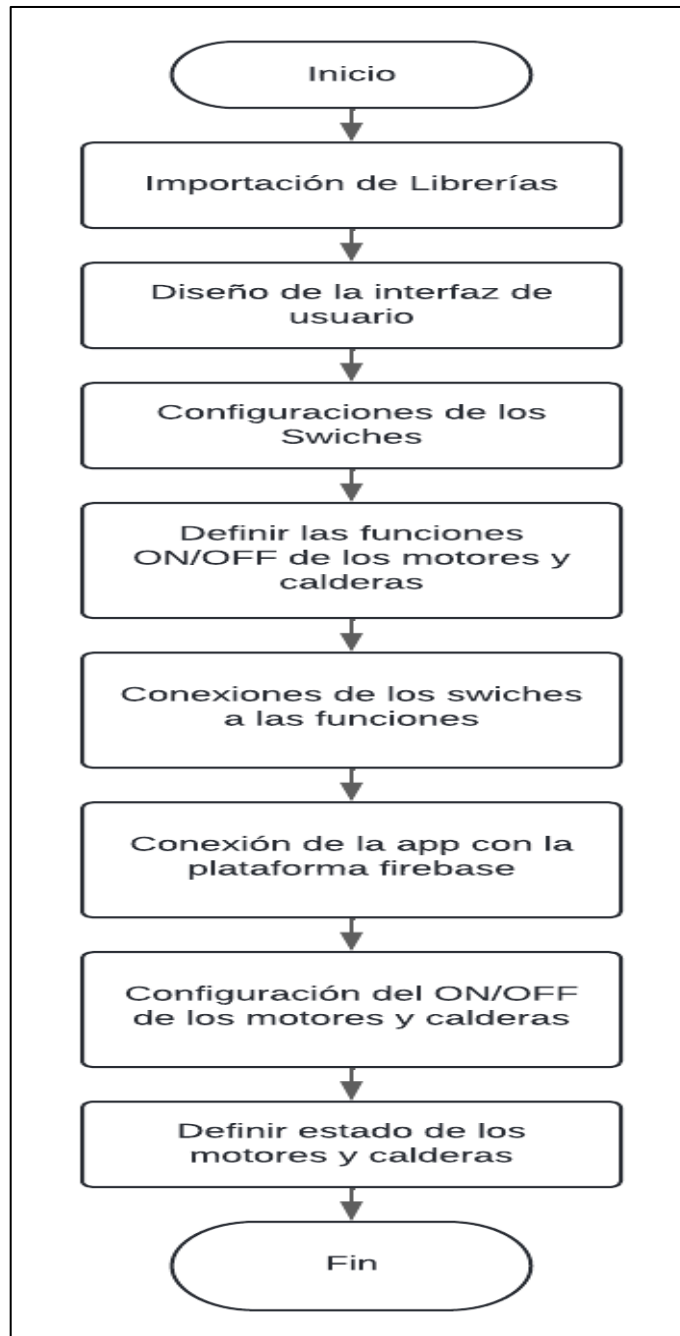 Inicio
Importación de Librerías
Diseño de la interfaz de
usuario
Configuraciones de los
Swiches
Definir las funciones
ON/OFF de los motores y
calderas
Conexiones de los swiches
a las funciones
Conexión de la app con la
plataforma firebase
Configuración del ON/OFF
de los motores y calderas
Definir estado de los
motores y calderas
Fin